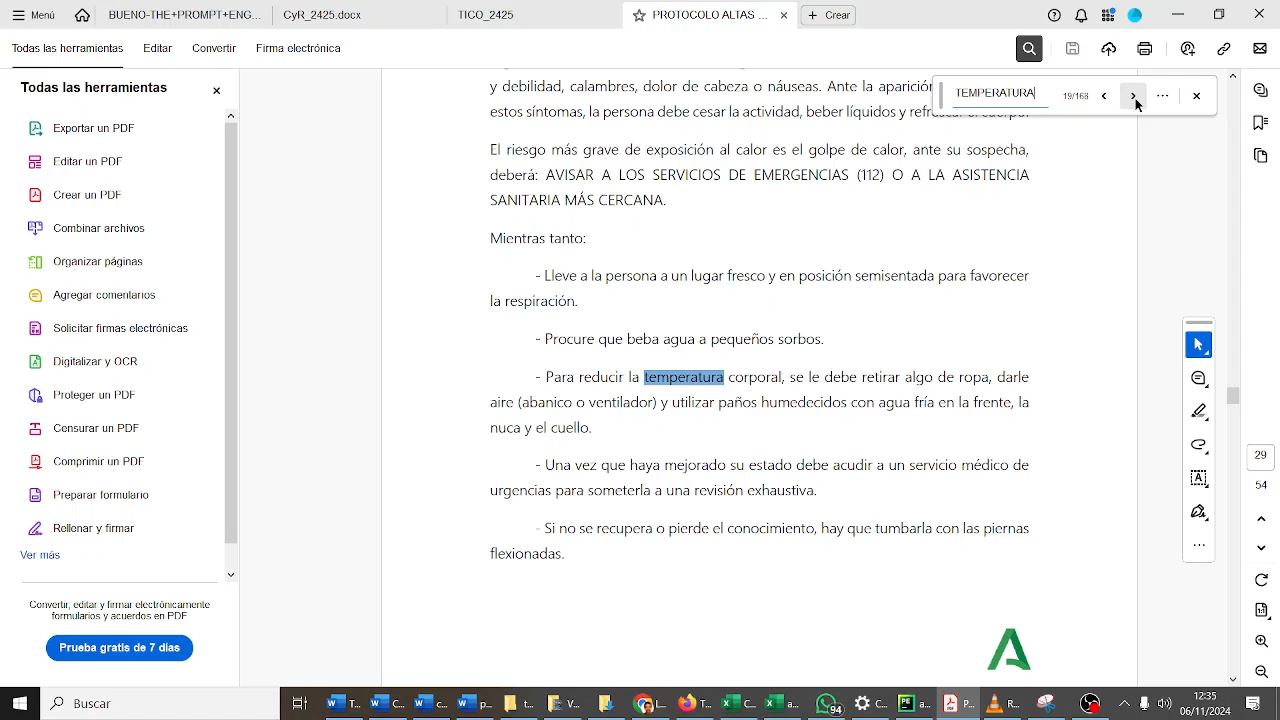 Menú
BUENO-THE+PROMPT+ENG...
CyR_2425.docx
TICO_2425
PROTOCOLO ALTAS ...
Crear
Todas las herramientas
Editar
Convertir
Firma electrónica
Todas las herramientas
Exportar un PDF
Editar un PDF
Crear un PDF
Combinar archivos
Organizar páginas
Agregar comentarios
Solicitar firmas electrónicas
Digitalizar y OCR
Proteger un PDF
Censurar un PDF
Comprimir un PDF
Preparar formulario
Rellenar y firmar
Ver más
Convertir, editar y firmar electrónicamente
formularios y acuerdos en PDF
Prueba gratis de 7 días
TEMPERATURA
19/168
y debilidad, calambres, dolor de cabeza o náuseas. Ante la aparición
estos síntomas, la persona debe cesar la actividad, beber líquidos y refrescar el cuerpo.
El riesgo más grave de exposición al calor es el golpe de calor, ante su sospecha,
deberá: AVISAR A LOS SERVICIOS DE EMERGENCIAS (112) O A LA ASISTENCIA
SANITARIA MÁS CERCANA.
Mientras tanto:
- Lleve a la persona a un lugar fresco y en posición semisentada para favorecer
la respiración.
- Procure que beba agua a pequeños sorbos.
- Para reducir la temperatura corporal, se le debe retirar algo de ropa, darle
aire (abanico o ventilador) y utilizar paños humedecidos con agua fría en la frente, la
nuca y el cuello.
- Una vez que haya mejorado su estado debe acudir a un servicio médico de
urgencias para someterla a una revisión exhaustiva.
- Si no se recupera o pierde el conocimiento, hay que tumbarla con las piernas
flexionadas.
29
54
Buscar
T...
C...
C...
p...
t...
V...
1...
I...
T...
C...
a...
94
C...
a...
P...
R...
12:35
06/11/2024